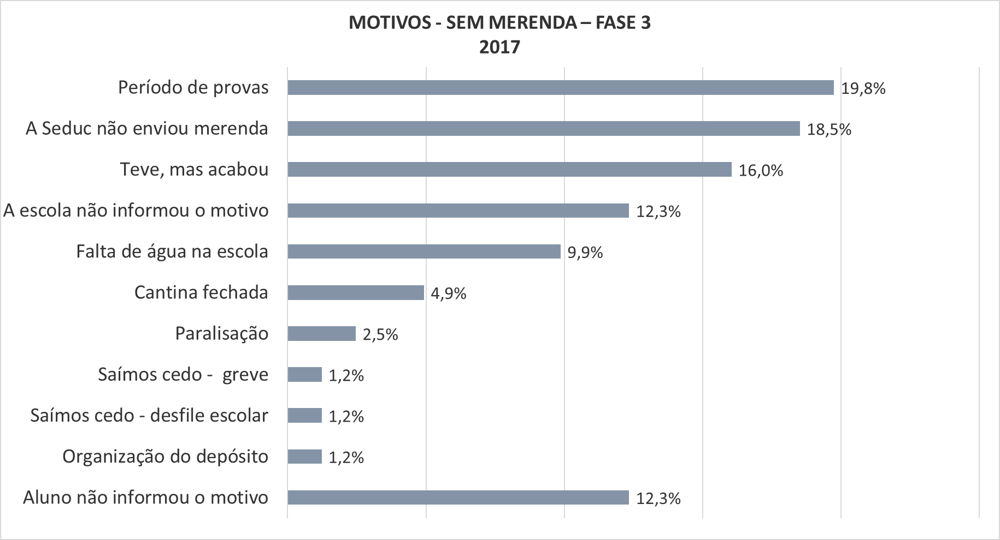 MOTIVOS - SEM MERENDA – FASE 3
2017
Período de provas 19,8%
A Seduc não enviou merenda 18,5%
Teve, mas acabou 16,0%
A escola não informou o motivo 12,3%
Falta de água na escola 9,9%
Cantina fechada 4,9%
Paralisação 2,5%
Saímos cedo -  greve 1,2%
Saímos cedo - desfile escolar 1,2%
Organização do depósito 1,2%
Aluno não informou o motivo 12,3%